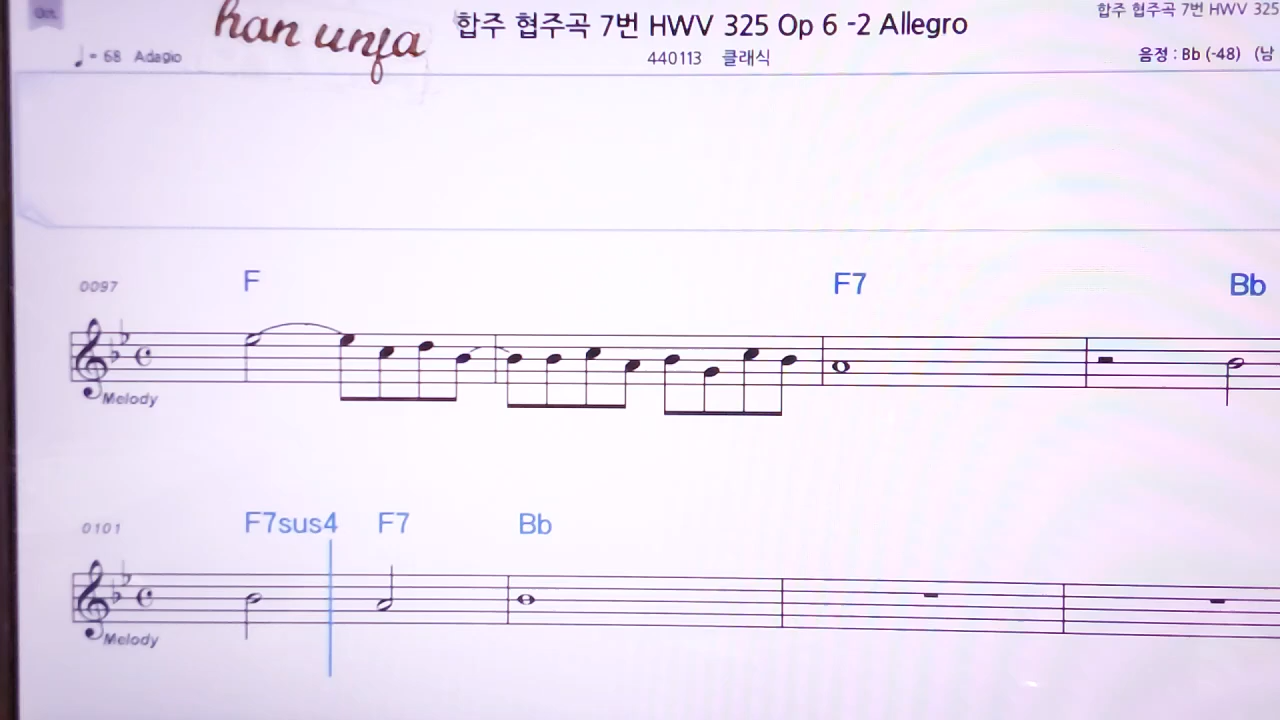 han unfa
합주 협주곡 7번 HWV 325 Op 6 -2 Allegro
합주 협주곡 7번 HWV 325
♩= 68 Adagio
440113 클래식
음정 : Bb (-48) (남
0097
F F7 Bb
Melody
0101
F7sus4 F7 Bb
Melody